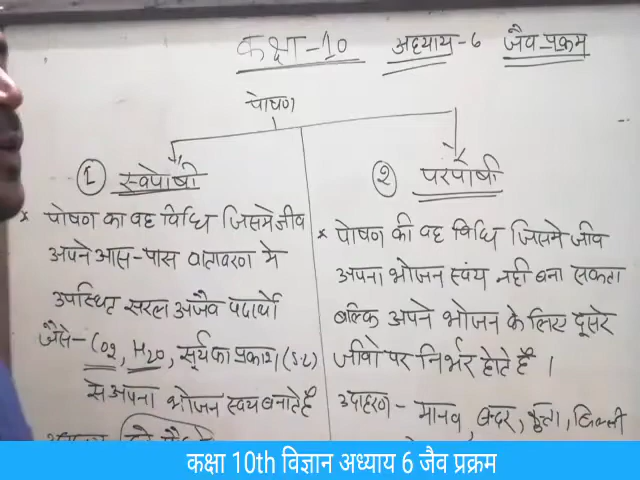 कक्षा-10 अध्याय-6 जैव प्रक्रम
पोषण
① स्वपोषी
x पोषण का वह विधि जिसमे जीव
अपने आस-पास वातावरण मे
उपस्थित सरल अजैव पदार्थो
जैसे- CO2, H2O, सूर्य का प्रकाश (S.L)
से अपना भोजन स्वय बनाते है
② परपोषी
x पोषण की वह विधि जिसमे जीव
अपना भोजन स्वंय नही बना सकता
बल्कि अपने भोजन के लिए दूसरे
जीवो पर निर्भर होते है ।
उदाहरण- मानव, बन्दर, कुत्ता, बिल्ली
कक्षा 10th विज्ञान अध्याय 6 जैव प्रक्रम